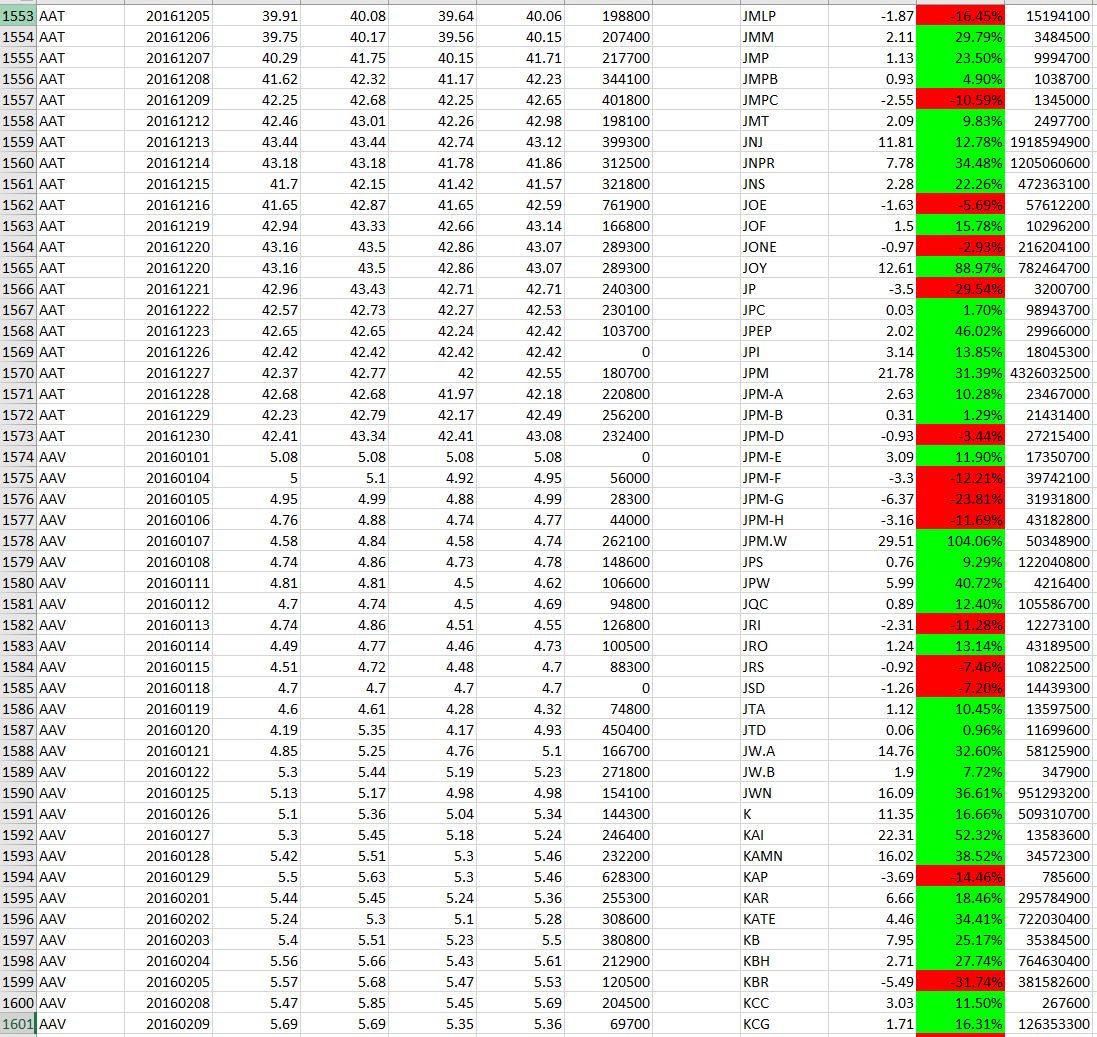 1553 AAT 20161205 39.91 40.08 39.64 40.06 198800 JMLP -1.87 -16.45% 15194100
1554 AAT 20161206 39.75 40.17 39.56 40.15 207400 JMM 2.11 29.79% 3484500
1555 AAT 20161207 40.29 41.75 40.15 41.71 217700 JMP 1.13 23.50% 9994700
1556 AAT 20161208 41.62 42.32 41.17 42.23 344100 JMPB 0.93 4.90% 1038700
1557 AAT 20161209 42.25 42.68 42.25 42.65 401800 JMPC -2.55 -10.59% 1345000
1558 AAT 20161212 42.46 43.01 42.26 42.98 198100 JMT 2.09 9.83% 2497700
1559 AAT 20161213 43.44 43.44 42.74 43.12 399300 JNJ 11.81 12.78% 1918594900
1560 AAT 20161214 43.18 43.18 41.78 41.86 312500 JNPR 7.78 34.48% 1205060600
1561 AAT 20161215 41.7 42.15 41.42 41.57 321800 JNS 2.28 22.26% 472363100
1562 AAT 20161216 41.65 42.87 41.65 42.59 761900 JOE -1.63 -5.69% 57612200
1563 AAT 20161219 42.94 43.33 42.66 43.14 166800 JOF 1.5 15.78% 10296200
1564 AAT 20161220 43.16 43.5 42.86 43.07 289300 JONE -0.97 -2.93% 216204100
1565 AAT 20161220 43.16 43.5 42.86 43.07 289300 JOY 12.61 88.97% 782464700
1566 AAT 20161221 42.96 43.43 42.71 42.71 240300 JP -3.5 -29.54% 3200700
1567 AAT 20161222 42.57 42.73 42.27 42.53 230100 JPC 0.03 1.70% 98943700
1568 AAT 20161223 42.65 42.65 42.24 42.42 103700 JPEP 2.02 46.02% 29966000
1569 AAT 20161226 42.42 42.42 42.42 42.42 0 JPI 3.14 13.85% 18045300
1570 AAT 20161227 42.37 42.77 42 42.55 180700 JPM 21.78 31.39% 4326032500
1571 AAT 20161228 42.68 42.68 41.97 42.18 220800 JPM-A 2.63 10.28% 23467000
1572 AAT 20161229 42.23 42.79 42.17 42.49 256200 JPM-B 0.31 1.29% 21431400
1573 AAT 20161230 42.41 43.34 42.41 43.08 232400 JPM-D -0.93 -3.44% 27215400
1574 AAV 20160101 5.08 5.08 5.08 5.08 0 JPM-E 3.09 11.90% 17350700
1575 AAV 20160104 5 5.1 4.92 4.95 56000 JPM-F -3.3 -12.21% 39742100
1576 AAV 20160105 4.95 4.99 4.88 4.99 28300 JPM-G -6.37 -23.81% 31931800
1577 AAV 20160106 4.76 4.88 4.74 4.77 44000 JPM-H -3.16 -11.69% 43182800
1578 AAV 20160107 4.58 4.84 4.58 4.74 262100 JPM.W 29.51 104.06% 50348900
1579 AAV 20160108 4.74 4.86 4.73 4.78 148600 JPS 0.76 9.29% 122040800
1580 AAV 20160111 4.81 4.81 4.5 4.62 106600 JPW 5.99 40.72% 4216400
1581 AAV 20160112 4.7 4.74 4.5 4.69 94800 JQC 0.89 12.40% 105586700
1582 AAV 20160113 4.74 4.86 4.51 4.55 126800 JRI -2.31 -11.28% 12273100
1583 AAV 20160114 4.49 4.77 4.46 4.73 100500 JRO 1.24 13.14% 43189500
1584 AAV 20160115 4.51 4.72 4.48 4.7 88300 JRS -0.92 -7.46% 10822500
1585 AAV 20160118 4.7 4.7 4.7 4.7 0 JSD -1.26 -7.20% 14439300
1586 AAV 20160119 4.6 4.61 4.28 4.32 74800 JTA 1.12 10.45% 13597500
1587 AAV 20160120 4.19 5.35 4.17 4.93 450400 JTD 0.06 0.96% 11699600
1588 AAV 20160121 4.85 5.25 4.76 5.1 166700 JW.A 14.76 32.60% 58125900
1589 AAV 20160122 5.3 5.44 5.19 5.23 271800 JW.B 1.9 7.72% 347900
1590 AAV 20160125 5.13 5.17 4.98 4.98 154100 JWN 16.09 36.61% 951293200
1591 AAV 20160126 5.1 5.36 5.04 5.34 144300 K 11.35 16.66% 509310700
1592 AAV 20160127 5.3 5.45 5.18 5.24 246400 KAI 22.31 52.32% 13583600
1593 AAV 20160128 5.42 5.51 5.3 5.46 232200 KAMN 16.02 38.52% 34572300
1594 AAV 20160129 5.5 5.63 5.3 5.46 628300 KAP -3.69 -14.46% 785600
1595 AAV 20160201 5.44 5.45 5.24 5.36 255300 KAR 6.66 18.46% 295784900
1596 AAV 20160202 5.24 5.3 5.1 5.28 308600 KATE 4.46 34.41% 722030400
1597 AAV 20160203 5.4 5.51 5.23 5.5 380800 KB 7.95 25.17% 35384500
1598 AAV 20160204 5.56 5.66 5.43 5.61 212900 KBH 2.71 27.74% 764630400
1599 AAV 20160205 5.57 5.68 5.47 5.53 120500 KBR -5.49 -31.74% 381582600
1600 AAV 20160208 5.47 5.85 5.45 5.69 204500 KCC 3.03 11.50% 267600
1601 AAV 20160209 5.69 5.69 5.35 5.36 69700 KCG 1.71 16.31% 126353300